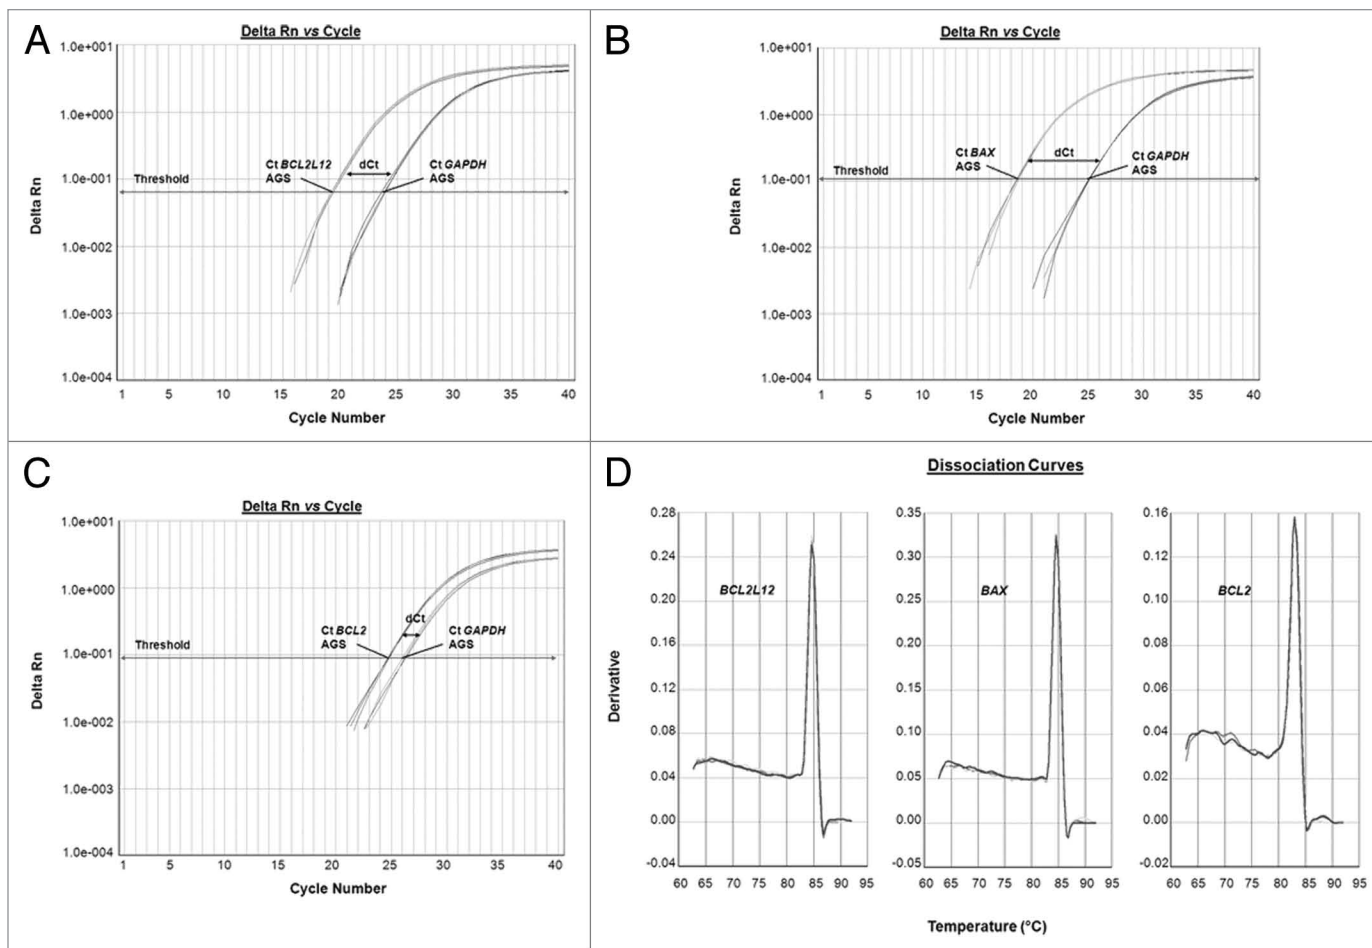 A
Delta Rn vs Cycle
1.0e+001
1.0e+000
1.0e-001
1.0e-002
1.0e-003
1.0e-004
Delta Rn
Threshold
Ct BCL2L12
AGS
dCt
Ct GAPDH
AGS
1 5 10 15 20 25 30 35 40
Cycle Number
B
Delta Rn vs Cycle
1.0e+001
1.0e+000
1.0e-001
1.0e-002
1.0e-003
1.0e-004
Delta Rn
Threshold
Ct BAX
AGS
dCt
Ct GAPDH
AGS
1 5 10 15 20 25 30 35 40
Cycle Number
C
Delta Rn vs Cycle
1.0e+001
1.0e+000
1.0e-001
1.0e-002
1.0e-003
1.0e-004
Delta Rn
Threshold
Ct BCL2
AGS
dCt
Ct GAPDH
AGS
1 5 10 15 20 25 30 35 40
Cycle Number
D
Dissociation Curves
Derivative
0.28
0.24
0.20
0.16
0.12
0.08
0.04
0.00
-0.04
BCL2L12
60 65 70 75 80 85 90 95
0.35
0.30
0.25
0.20
0.15
0.10
0.05
0.00
-0.05
BAX
60 65 70 75 80 85 90 95
0.16
0.14
0.12
0.10
0.08
0.06
0.04
0.02
0.00
-0.02
BCL2
60 65 70 75 80 85 90 95
Temperature (°C)